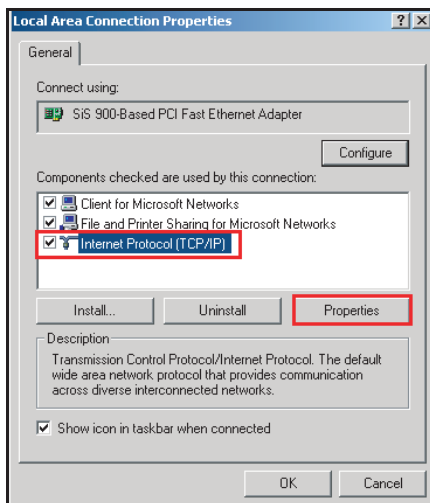 Local Area Connection Properties
General
Connect using:
SiS 900-Based PCI Fast Ethernet Adapter
Configure
Components checked are used by this connection:
Client for Microsoft Networks
File and Printer Sharing for Microsoft Networks
Internet Protocol (TCP/IP)
Install... Uninstall Properties
Description
Transmission Control Protocol/Internet Protocol. The default
wide area network protocol that provides communication
across diverse interconnected networks.
Show icon in taskbar when connected
OK Cancel